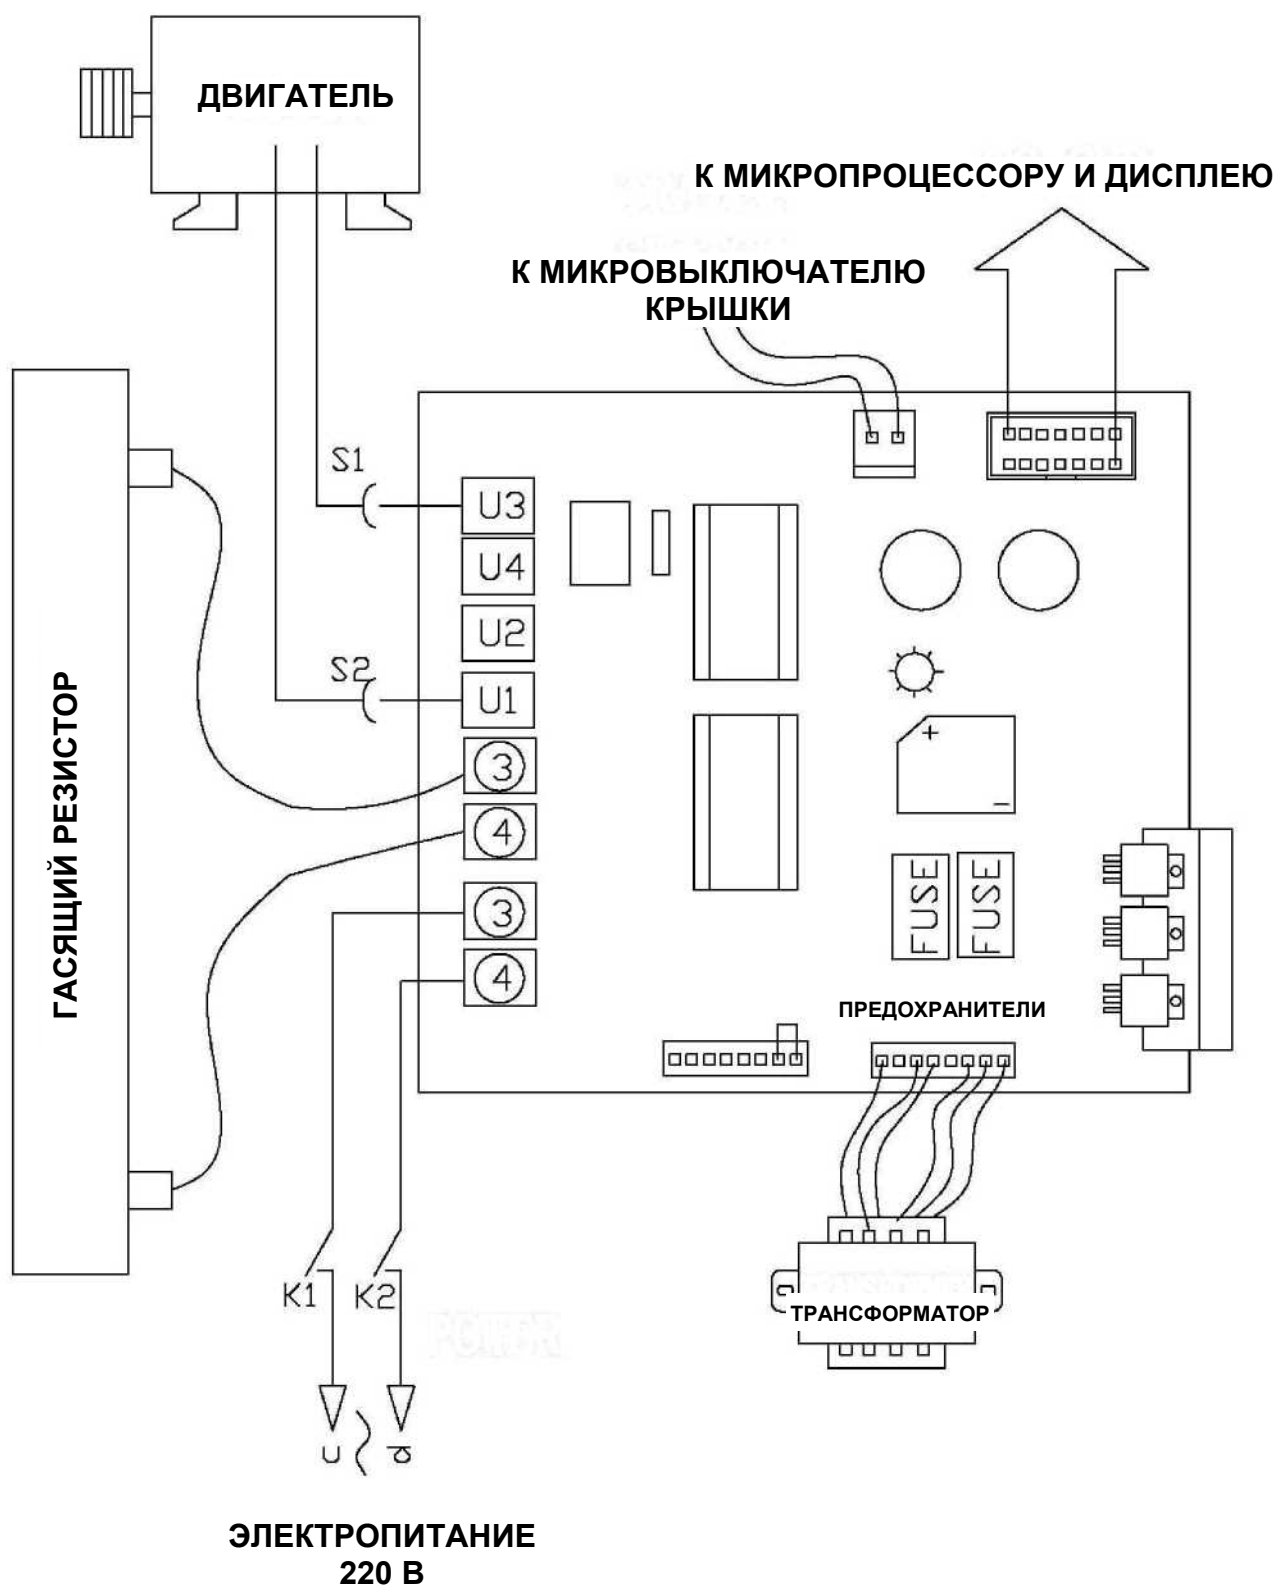 ДВИГАТЕЛЬ
К МИКРОПРОЦЕССОРУ И ДИСПЛЕЮ
К МИКРОВЫКЛЮЧАТЕЛЮ
КРЫШКИ
S1
U3
U4
U2
S2
U1
3
4
3
4
+
−
FUSE
FUSE
ГАСЯЩИЙ РЕЗИСТОР
ПРЕДОХРАНИТЕЛИ
K1
K2
POWER
ТРАНСФОРМАТОР
ЭЛЕКТРОПИТАНИЕ
220 В